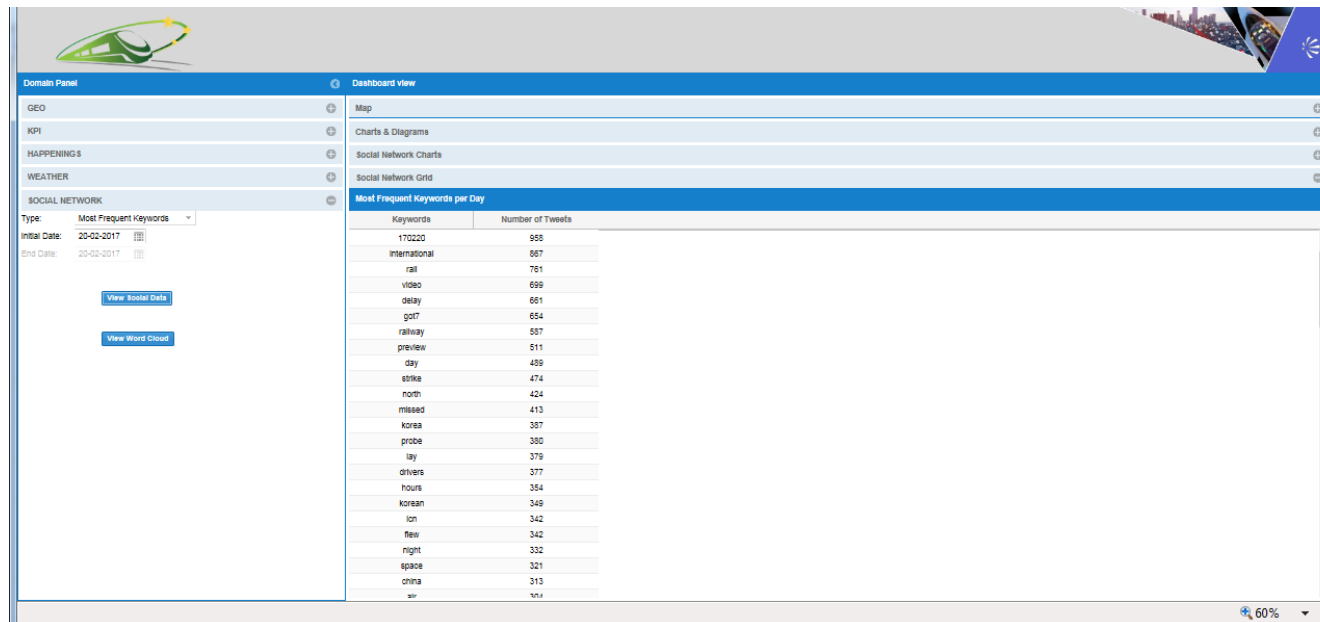 Domain Panel
Dashboard view
GEO
KPI
HAPPENINGS
WEATHER
SOCIAL NETWORK
Type: Most Frequent Keywords
Initial Date: 20-02-2017
End Date: 20-02-2017
View Social Data
View Word Cloud
Map
Charts & Diagrams
Social Network Charts
Social Network Grid
Most Frequent Keywords per Day
Keywords Number of Tweets
170220 958
international 867
rail 761
video 699
delay 661
got7 654
railway 587
preview 511
day 489
strike 474
north 424
missed 413
korea 387
probe 380
lay 379
drivers 377
hours 354
korean 349
icn 342
flew 342
night 332
space 321
china 313
air 304
60%